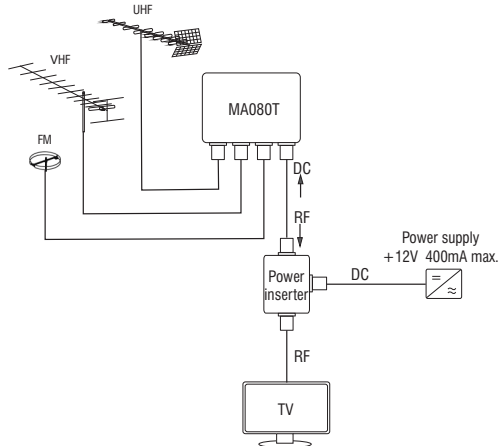 UHF
VHF
FM
MA080T
DC
RF
Power supply
+12V 400mA max.
Power
inserter
DC
RF
TV